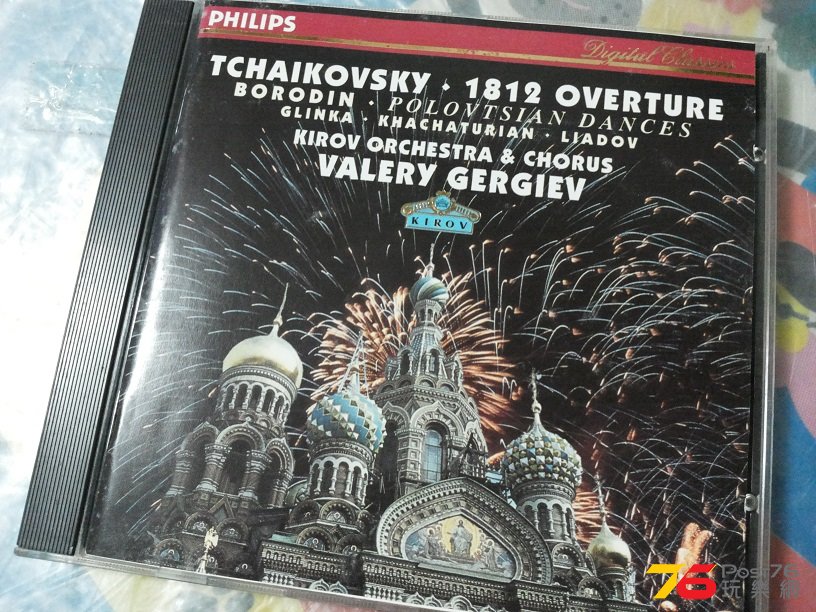 PHILIPS
Digital Classics
TCHAIKOVSKY · 1812 OVERTURE
BORODIN · POLOVTSIAN DANCES
GLINKA · KHACHATURIAN · LIADOV
KIROV ORCHESTRA & CHORUS
VALERY GERGIEV
KIROV
76 Post76
玩樂網